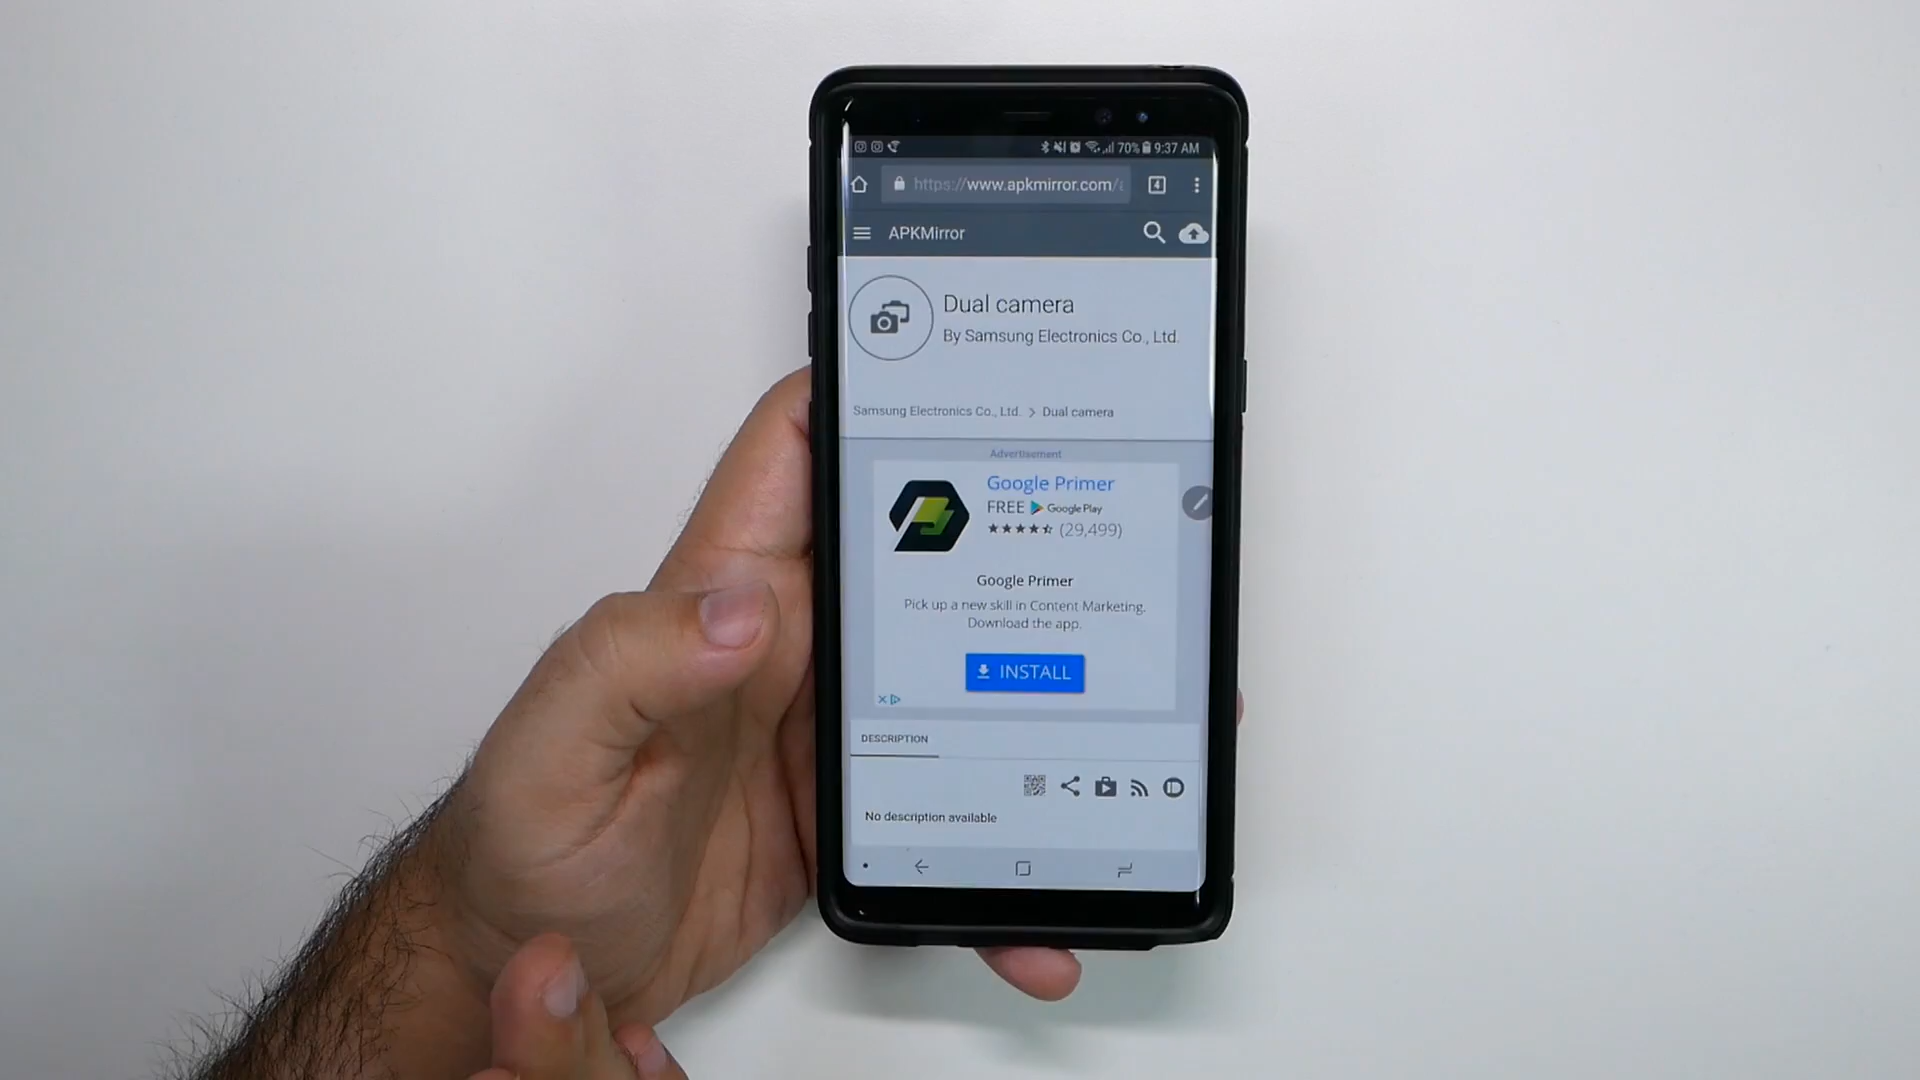 70% 9:37 AM
https://www.apkmirror.com/a 4
APKMirror
Dual camera
By Samsung Electronics Co., Ltd.
Samsung Electronics Co., Ltd. > Dual camera
Advertisement
Google Primer
FREE Google Play
(29,499)
Google Primer
Pick up a new skill in Content Marketing.
Download the app.
INSTALL
DESCRIPTION
No description available